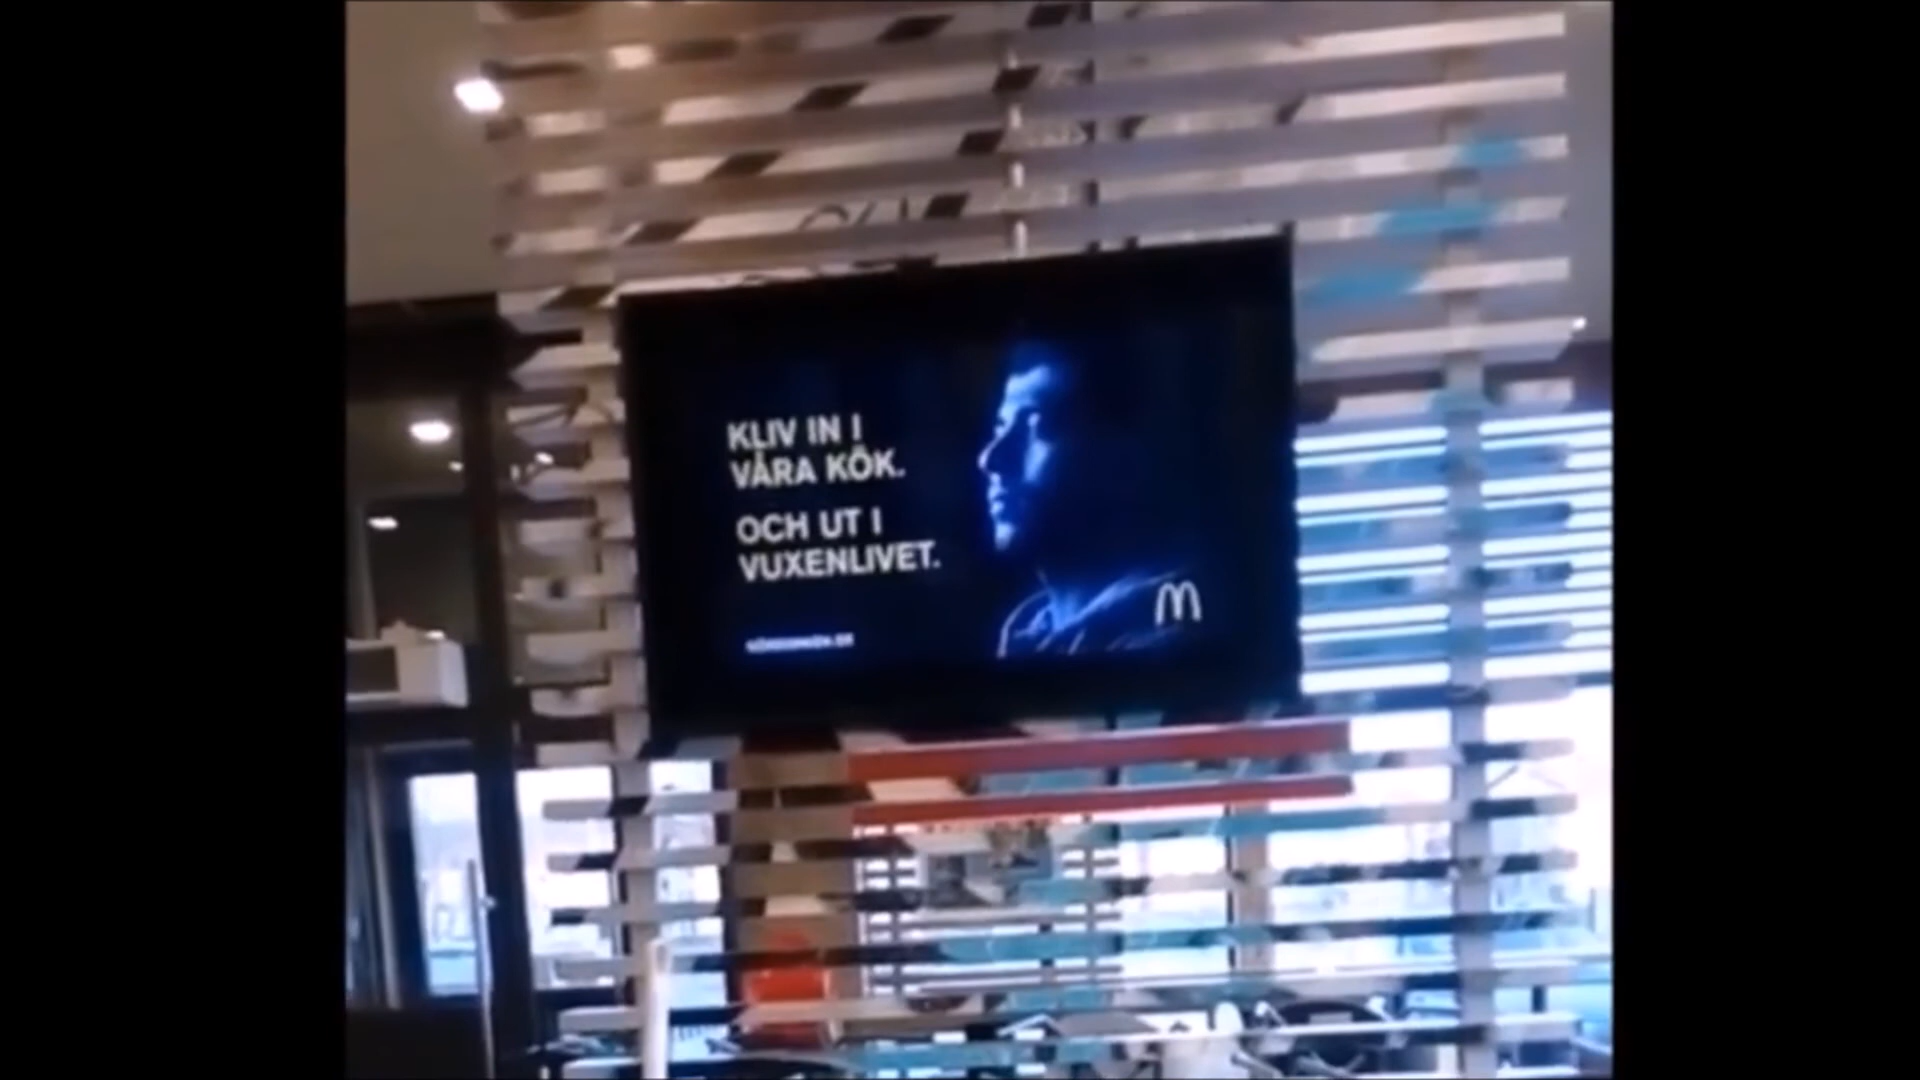 KLIV IN I
VÅRA KÖK.
OCH UT I
VUXENLIVET.